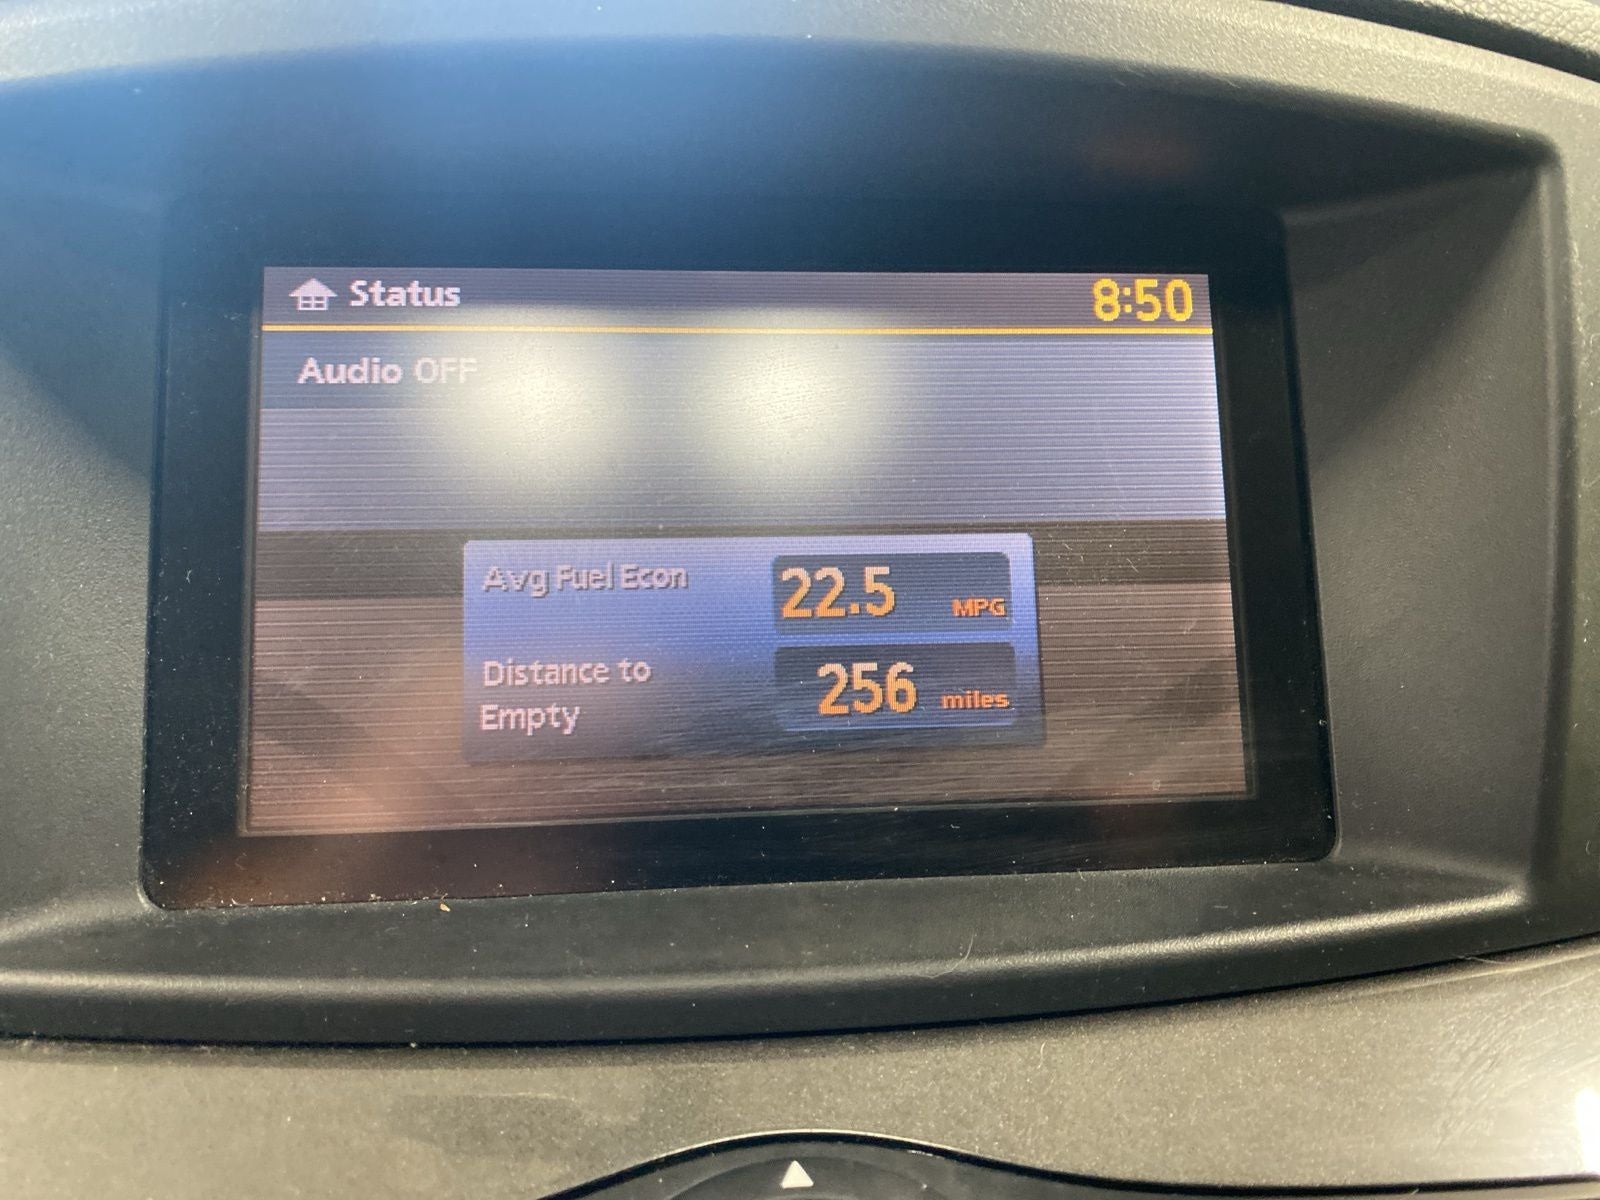 Status 8:50
Audio OFF
Avg Fuel Econ 22.5 MPG
Distance to
Empty 256 miles